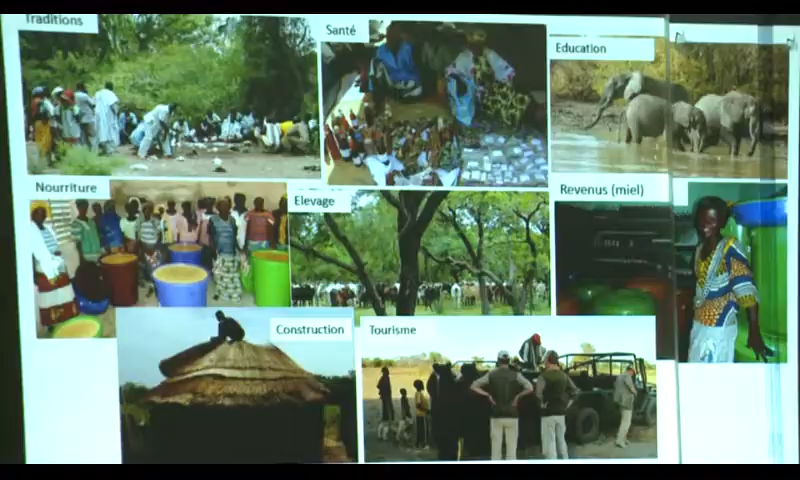 Traditions
Santé
Education
Nourriture
Elevage
Revenus (miel)
Construction
Tourisme